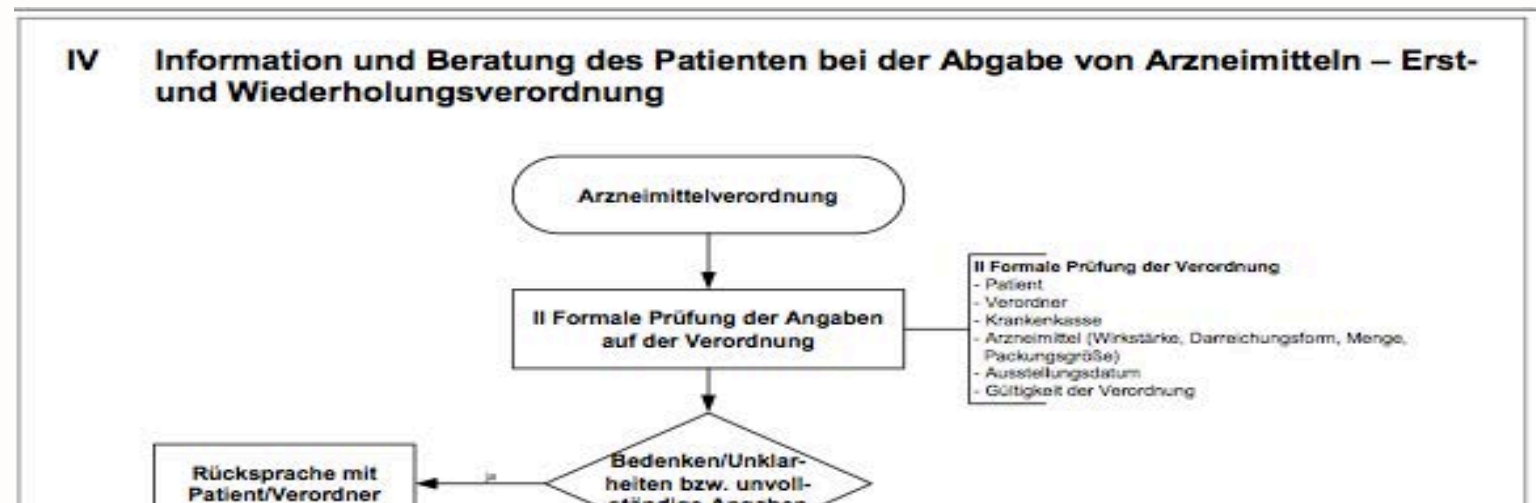 IV Information und Beratung des Patienten bei der Abgabe von Arzneimitteln – Erst-
und Wiederholungsverordnung
Arzneimittelverordnung
II Formale Prüfung der Angaben
auf der Verordnung
II Formale Prüfung der Verordnung
- Patient
- Verordner
- Krankenkasse
- Arzneimittel (Wirkstärke, Darreichungsform, Menge,
Packungsgröße)
- Ausstellungsdatum
- Gültigkeit der Verordnung
Bedenken/Unklar-
heiten bzw. unvoll-
ständige Angaben
ja
Rücksprache mit
Patient/Verordner